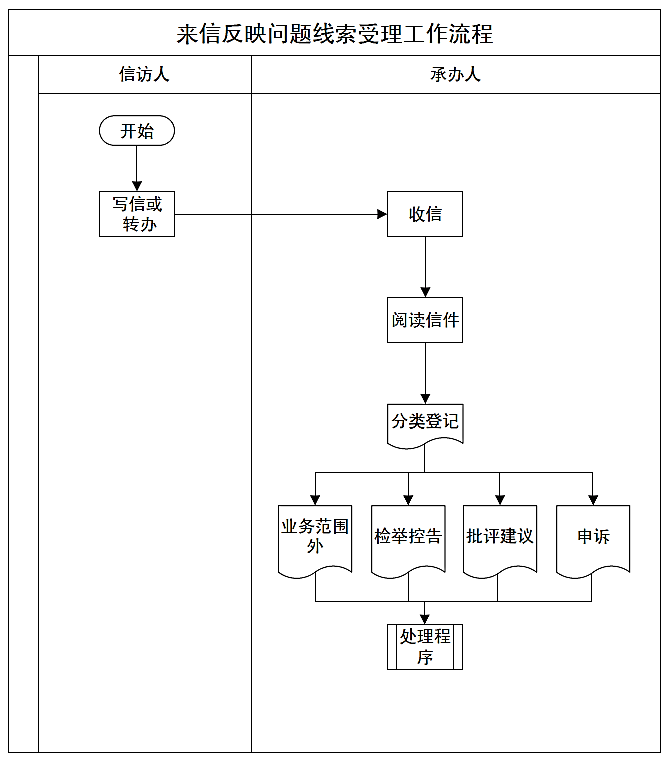 来信反映问题线索受理工作流程
信访人
承办人
开始
写信或
转办
收信
阅读信件
分类登记
业务范围
外
检举控告
批评建议
申诉
处理程
序